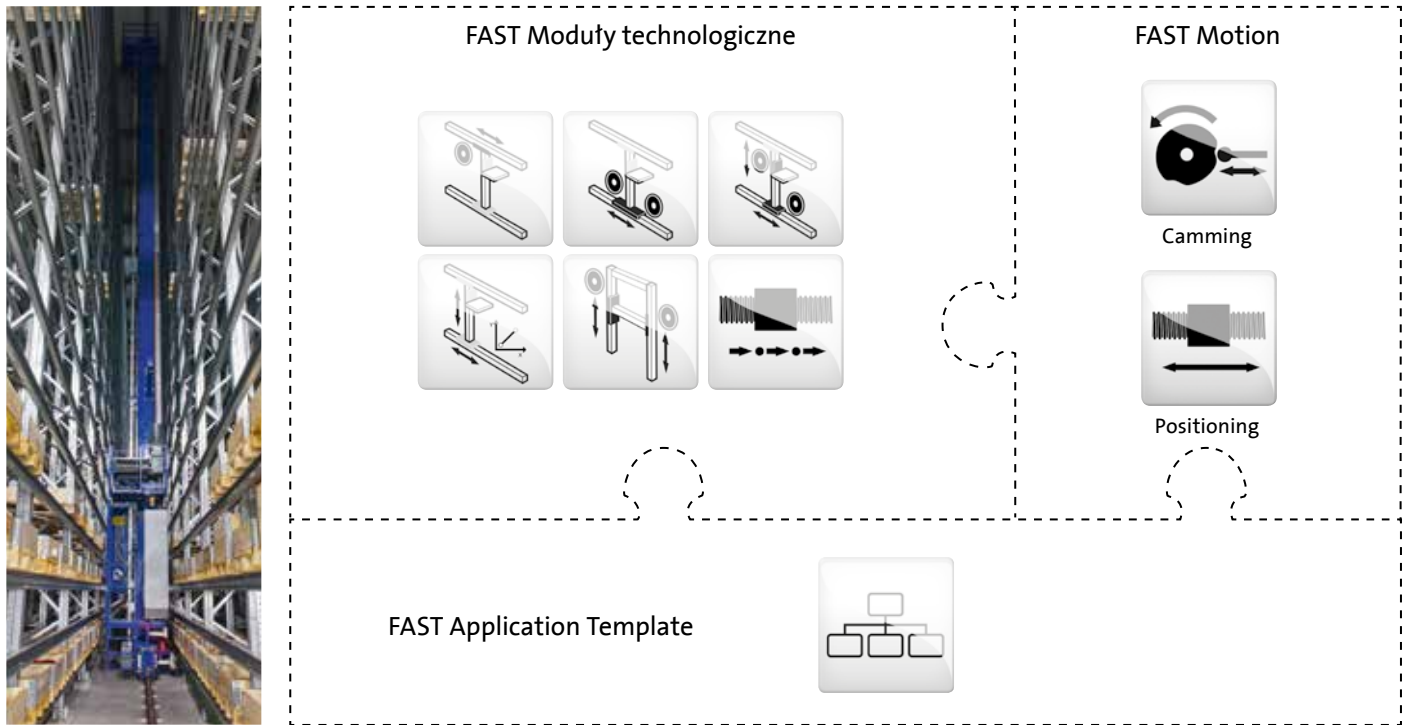 FAST Moduły technologiczne
FAST Motion
Camming
Positioning
FAST Application Template